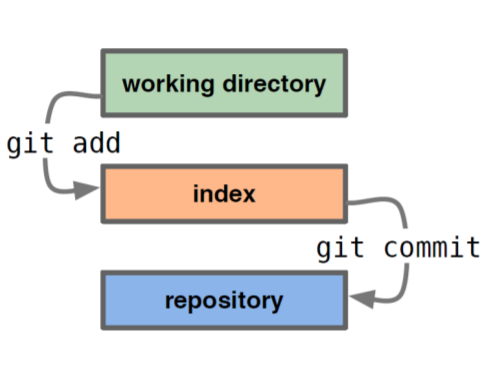 working directory
git add
index
git commit
repository